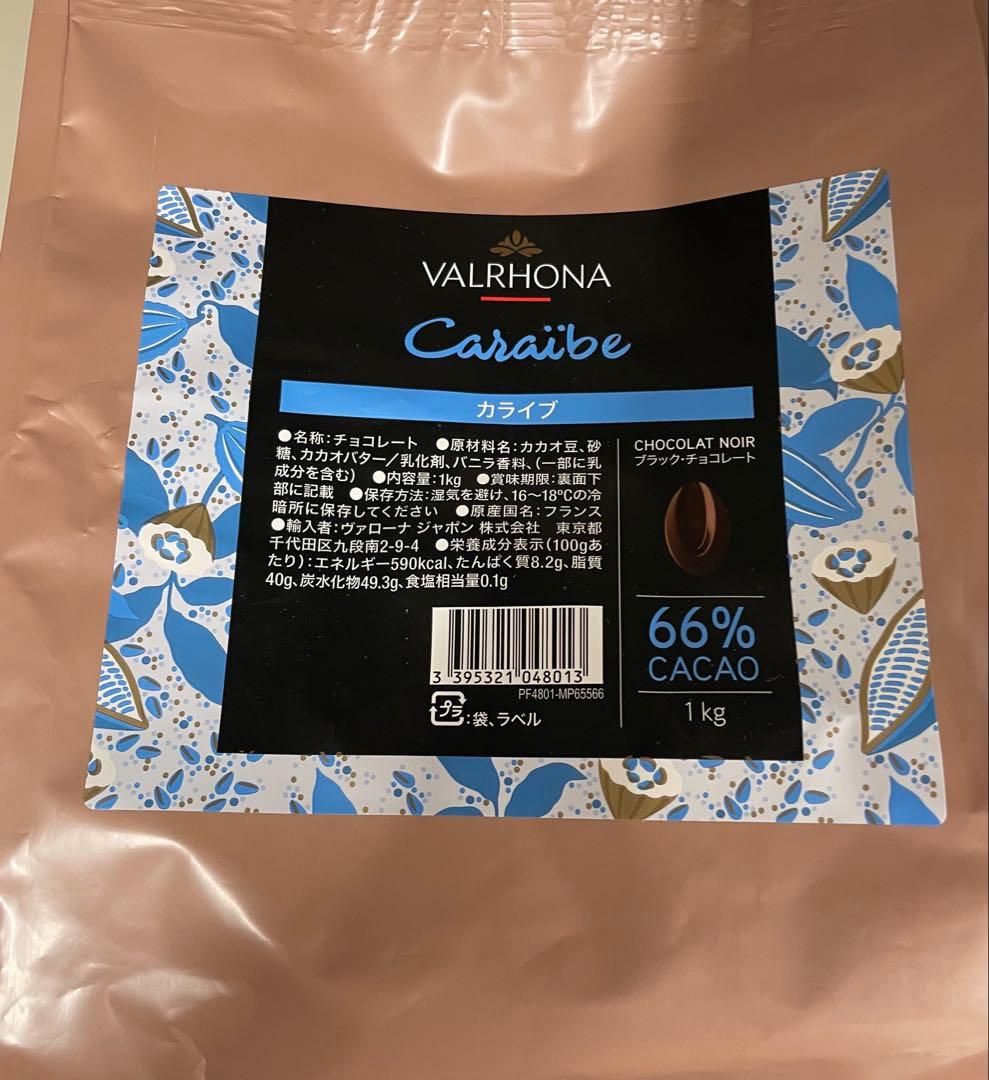 VALRHONA
Caraïbe
カライブ
●名称:チョコレート ●原材料名:カカオ豆、砂
糖、カカオバター/乳化剤、バニラ香料、(一部に乳
成分を含む) ●内容量:1kg ●賞味期限:裏面下
部に記載 ●保存方法:湿気を避け、16〜18℃の冷
暗所に保存してください ●原産国名:フランス
●輸入者:ヴァローナ ジャポン 株式会社 東京都
千代田区九段南2-9-4 ●栄養成分表示(100gあ
たり):エネルギー590kcal、たんぱく質8.2g、脂質
40g、炭水化物49.3g、食塩相当量0.1g
3 395321 048013
PF4801-MP65566
プラ:袋、ラベル
CHOCOLAT NOIR
ブラック・チョコレート
66%
CACAO
1 kg